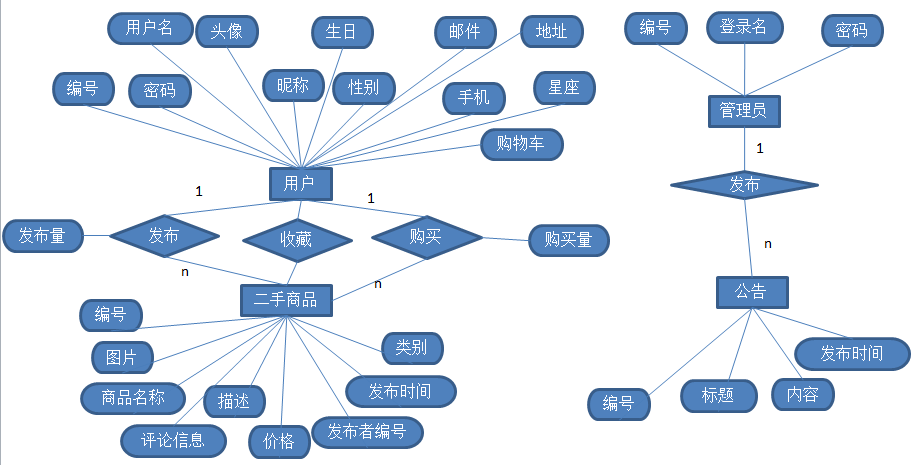 用户名
头像
生日
邮件
地址
编号
登录名
密码
编号
密码
昵称
性别
手机
星座
管理员
购物车
1
用户
发布
1
1
发布量
发布
收藏
购买
购买量
n
n
n
二手商品
公告
编号
图片
类别
发布时间
商品名称
描述
发布时间
编号
标题
内容
评论信息
价格
发布者编号